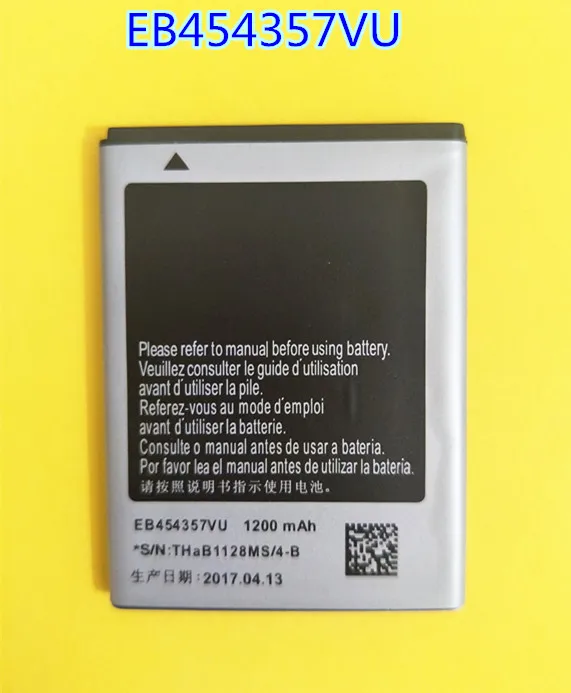 EB454357VU
Please refer to manual before using battery.
Veuillez consulter le guide d'utilisation
avant d'utiliser la pile.
Referez-vous au mode d'emploi
avant d'utiliser la batterie.
Consulte o manual antes de usar a bateria.
Por favor lea el manual antes de utilizar la batería.
请按照说明书指示使用电池。
EB454357VU 1200 mAh
*S/N:THaB1128MS/4-B
生产日期:2017.04.13